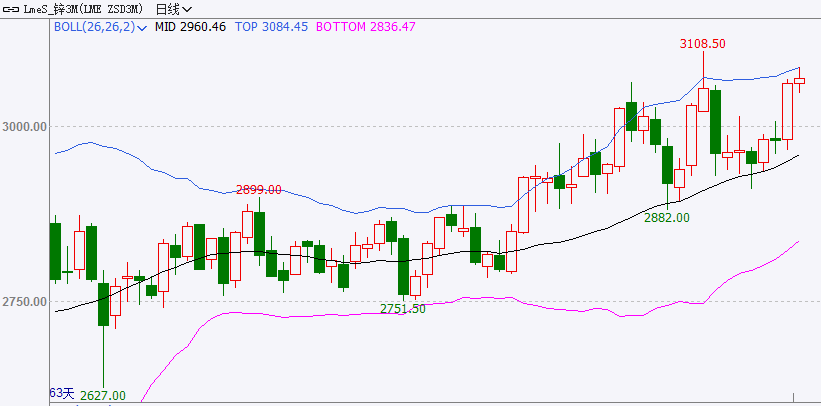 LmeS_锌3M(LME ZSD3M) 日线
BOLL(26,26,2) MID 2960.46 TOP 3084.45 BOTTOM 2836.47
3108.50
3000.00
2899.00
2882.00
2750.00
2751.50
63天 2627.00